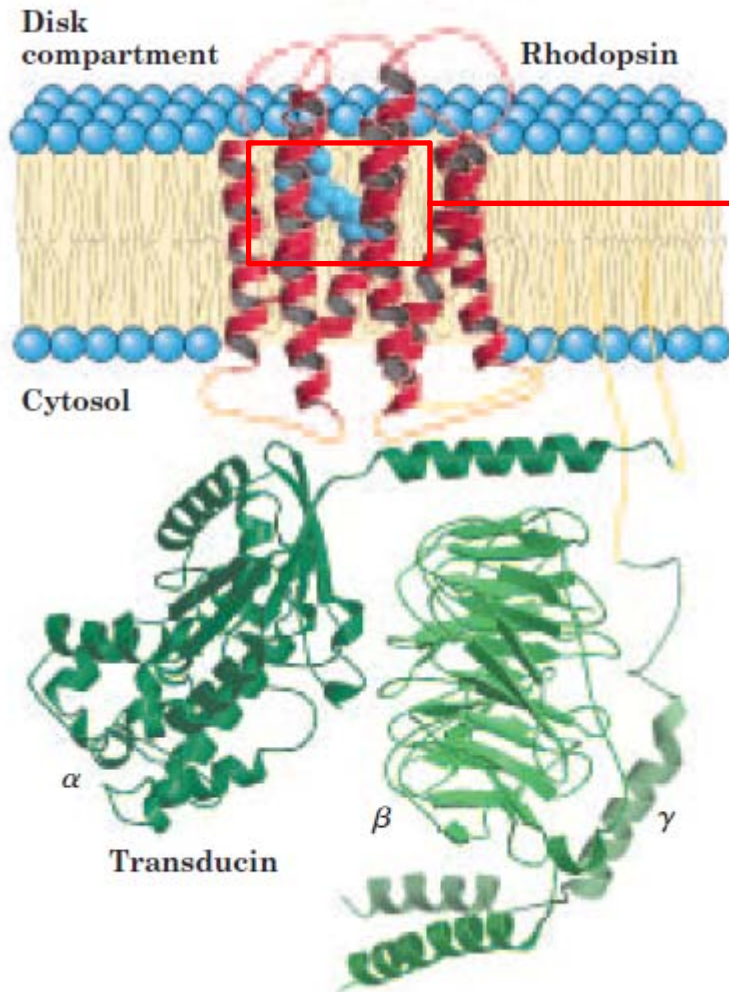 Disk
compartment
Rhodopsin
Cytosol
α
β
γ
Transducin